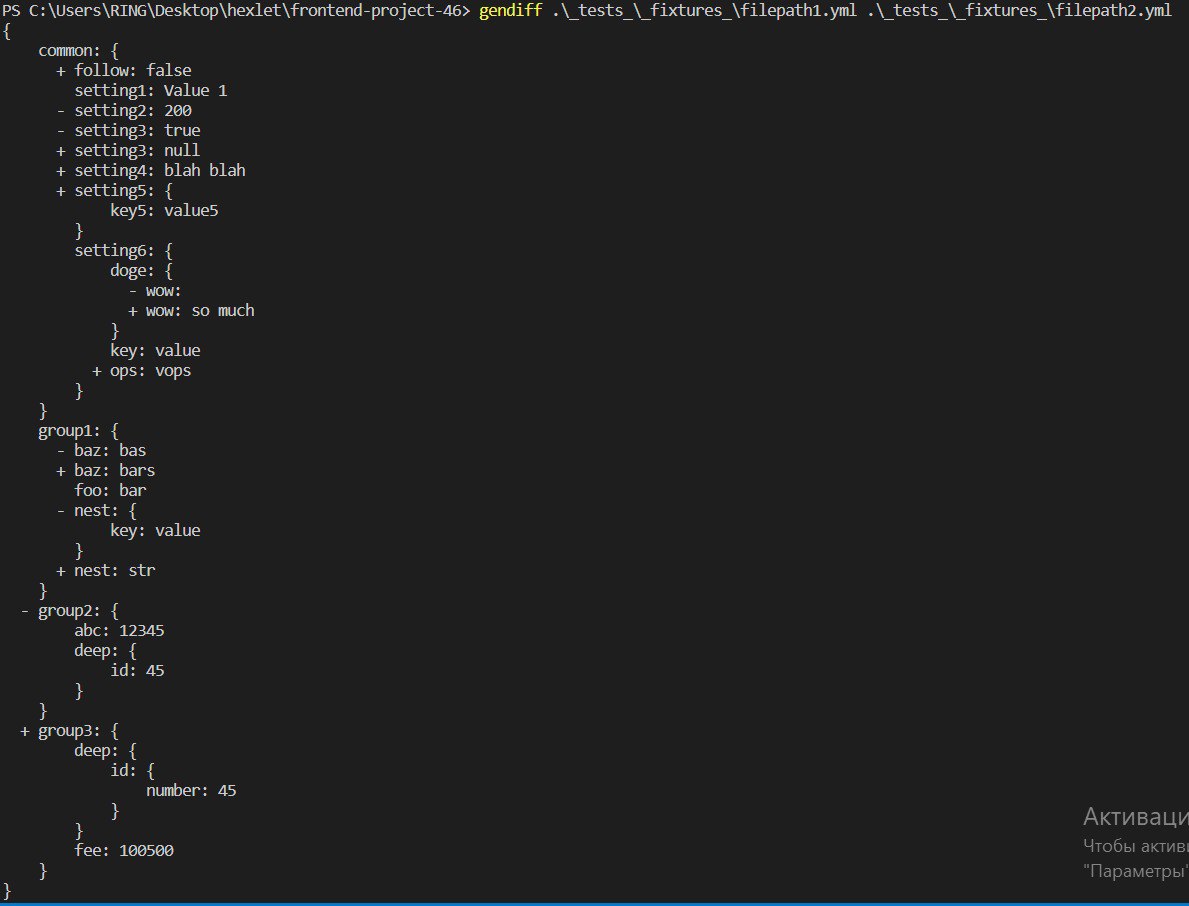 PS C:\Users\RING\Desktop\hexlet\frontend-project-46> gendiff .\_tests_\_fixtures_\filepath1.yml .\_tests_\_fixtures_\filepath2.yml
{
    common: {
      + follow: false
        setting1: Value 1
      - setting2: 200
      - setting3: true
      + setting3: null
      + setting4: blah blah
      + setting5: {
            key5: value5
        }
        setting6: {
            doge: {
              - wow:
              + wow: so much
            }
            key: value
          + ops: vops
        }
    }
    group1: {
      - baz: bas
      + baz: bars
        foo: bar
      - nest: {
            key: value
        }
      + nest: str
    }
  - group2: {
        abc: 12345
        deep: {
            id: 45
        }
    }
  + group3: {
        deep: {
            id: {
                number: 45
            }
        }
        fee: 100500
    }
}
Активаци
Чтобы актив
"Параметры"